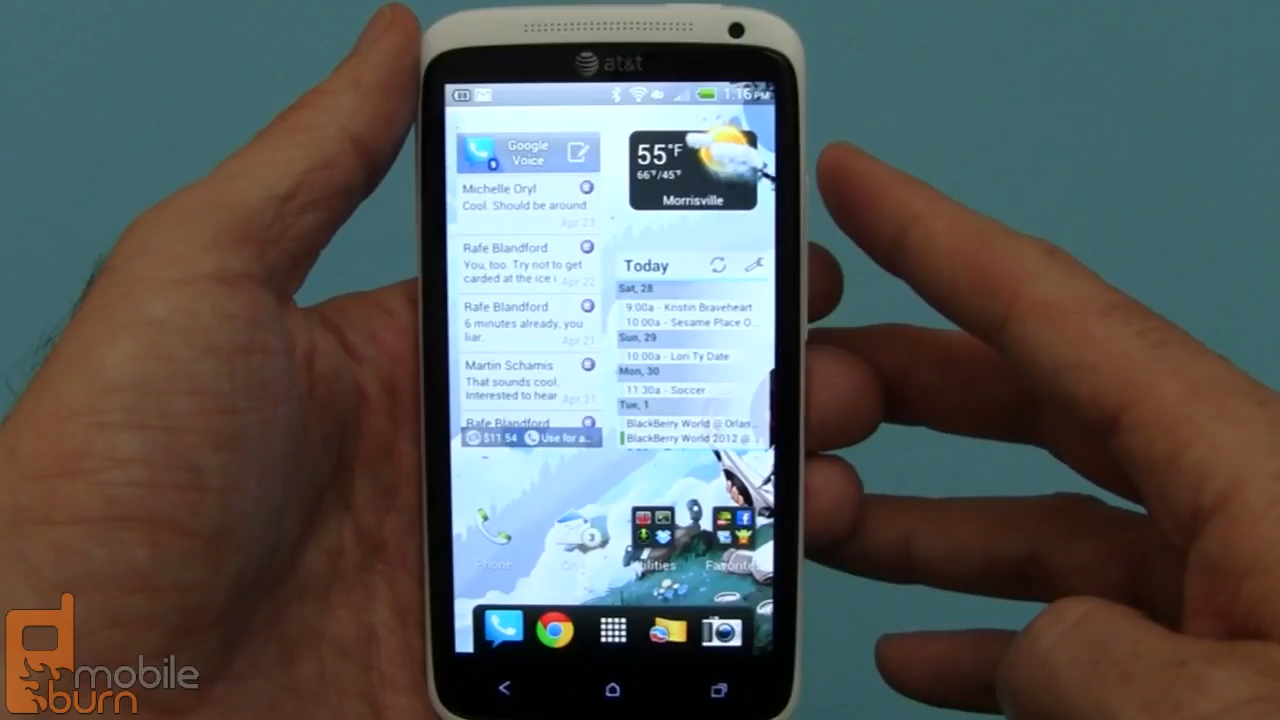 at&t
1:16 PM
Google
Voice
Michelle Oryl
Cool. Should be around.
Apr 23
Rafe Blandford
You, too. Try not to get
carded at the ice
Apr 22
Rafe Blandford
6 minutes already, you
liar.
Apr 21
Martin Schamis
That sounds cool.
Interested to hear
Apr 21
Rafe Blandford
$11.54 Use for a...
55°F
66°F/45°F
Morrisville
Today
Sat, 28
9:00a - Kristin Braveheart
10:00a - Sesame Place O...
Sun, 29
10:00a - Lori Ty Date
Mon, 30
11:30a - Soccer
Tue, 1
BlackBerry World @ Orlan...
BlackBerry World 2012 @...
Phone
3
Utilities
Favorites
mobile
burn